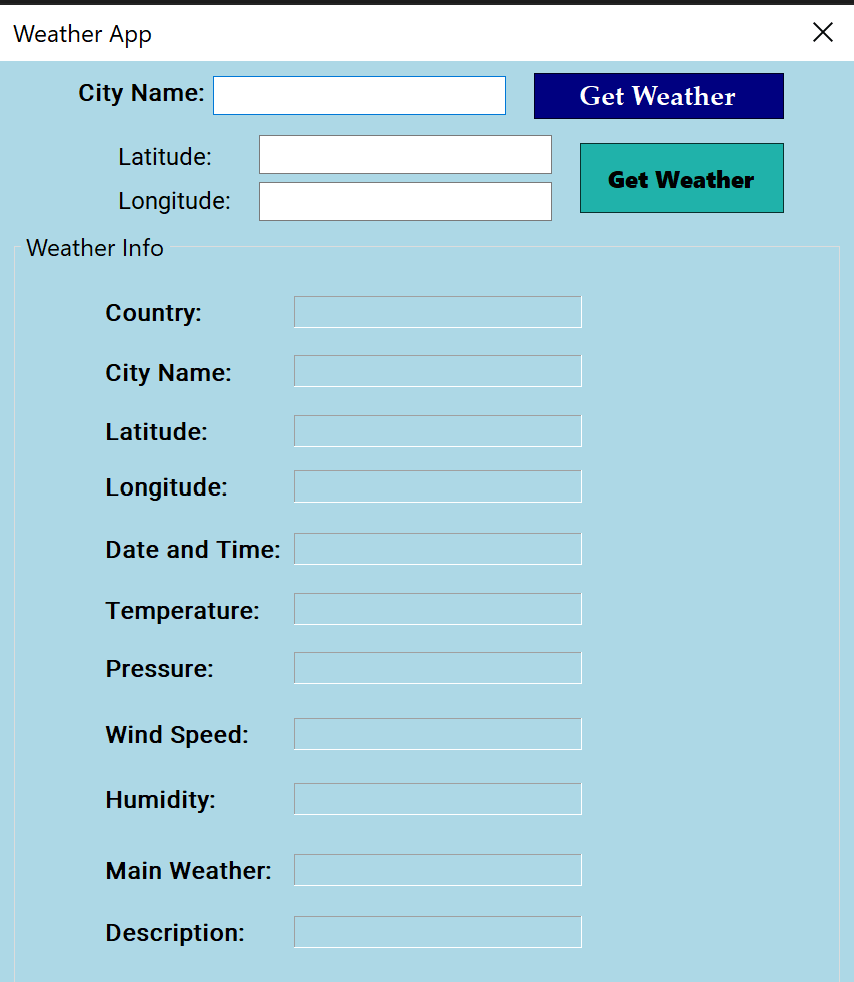 Weather App
City Name: Get Weather
Latitude:
Longitude:
Get Weather
Weather Info
Country:
City Name:
Latitude:
Longitude:
Date and Time:
Temperature:
Pressure:
Wind Speed:
Humidity:
Main Weather:
Description: